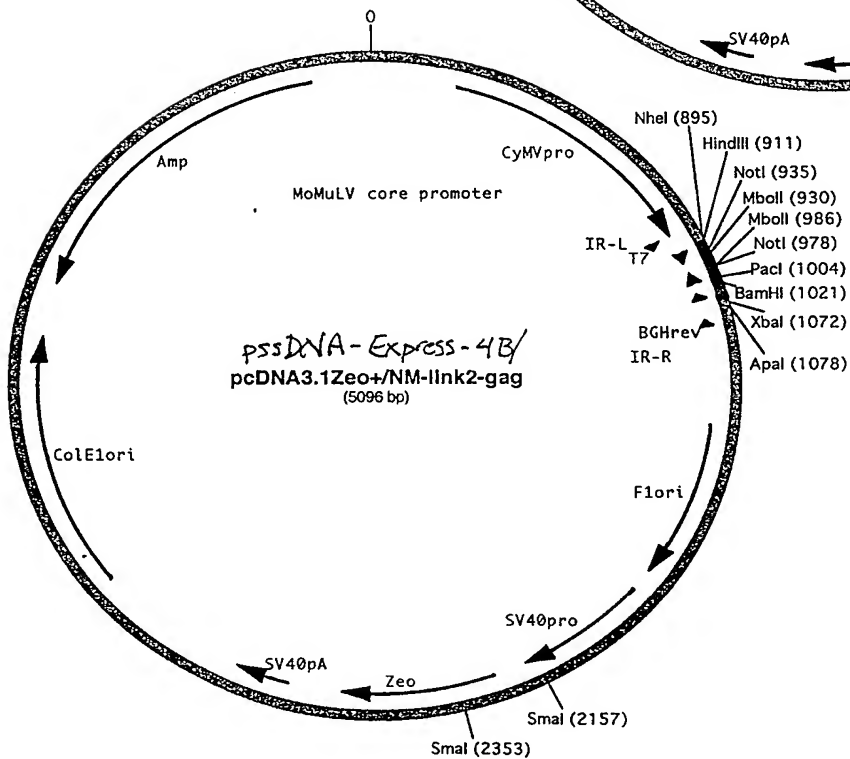 0
SV40pA
NheI (895)
HindIII (911)
NotI (935)
MboII (930)
MboII (986)
NotI (978)
PacI (1004)
BamHI (1021)
XbaI (1072)
ApaI (1078)
Amp
CyMVpro
MoMuLV core promoter
IR-L
T7
BGHrev
IR-R
pssDNA-Express-4B/
pcDNA3.1Zeo+/NM-link2-gag
(5096 bp)
ColE1ori
F1ori
SV40pro
SV40pA
Zeo
SmaI (2157)
SmaI (2353)